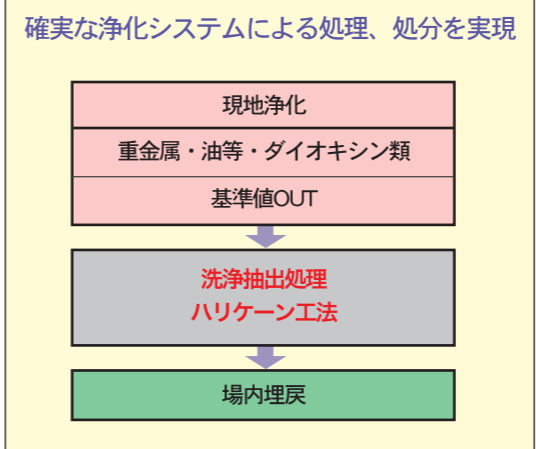 確実な浄化システムによる処理、処分を実現
現地浄化
重金属・油等・ダイオキシン類
基準値OUT
洗浄抽出処理
ハリケーン工法
場内埋戻